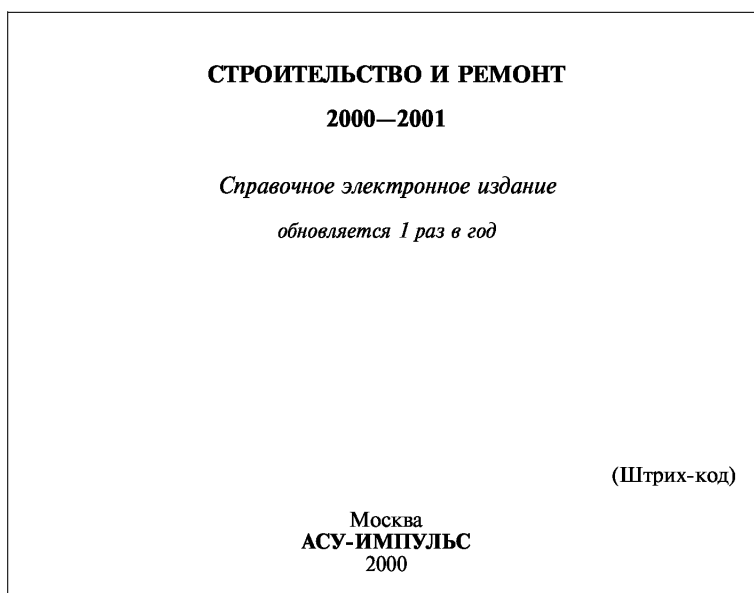 СТРОИТЕЛЬСТВО И РЕМОНТ
2000—2001
Справочное электронное издание
обновляется 1 раз в год
(Штрих-код)
Москва
АСУ-ИМПУЛЬС
2000